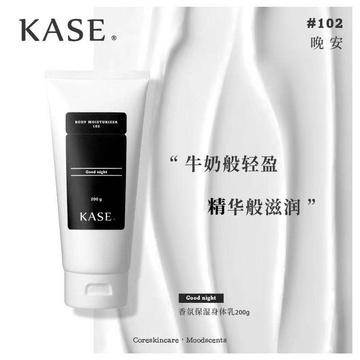 KASE®
#102
晚安
BODY MOISTURIZER
102
Good night
200 g
KASE®
“ 牛奶般轻盈
精华般滋润 ”
Good night
香氛保湿身体乳200g
Coreskincare · Moodscents